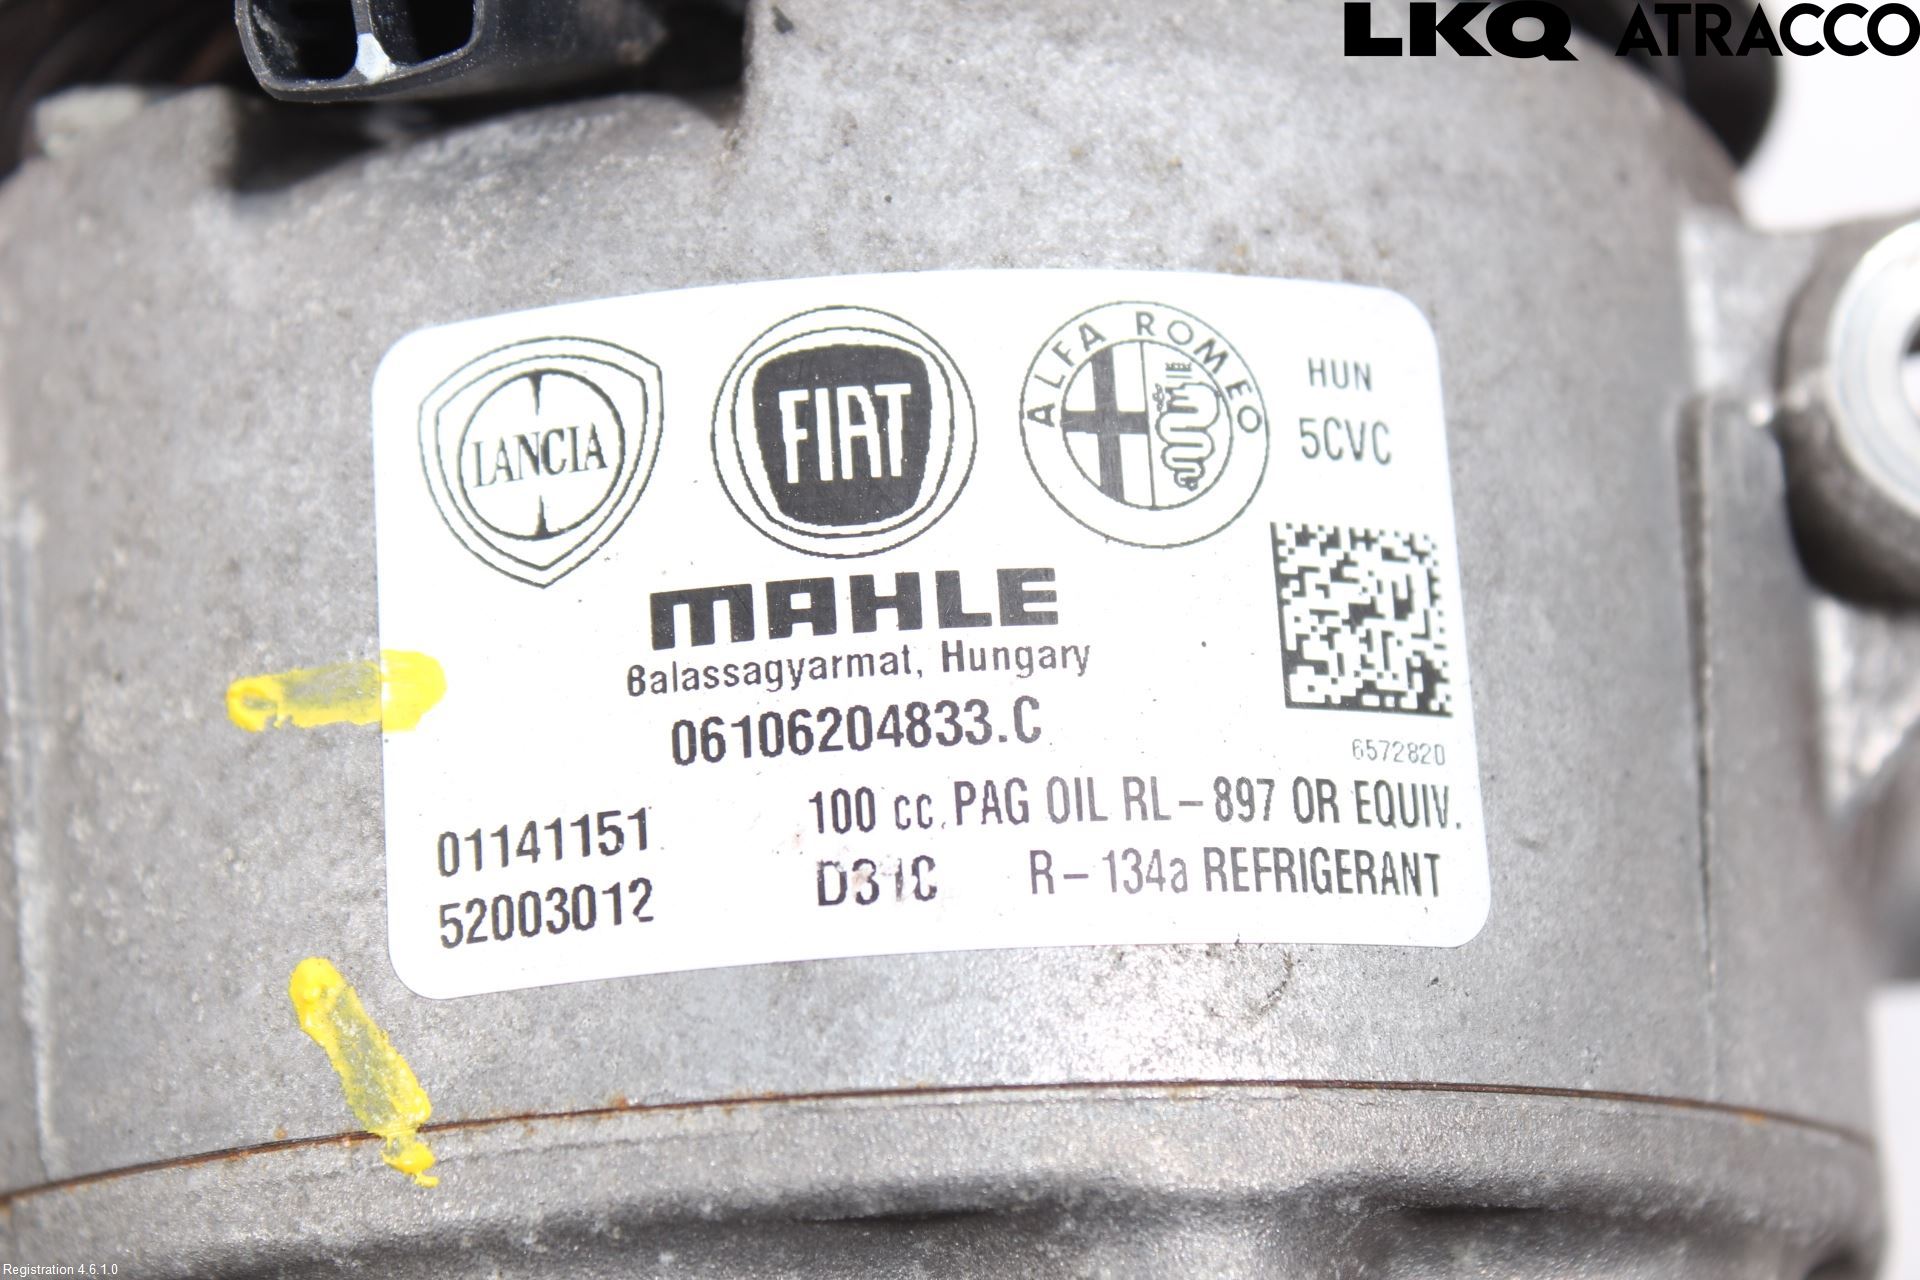 LKQ ATRACCO
LANCIA
FIAT
ALFA ROMEO
HUN
5CVC
MAHLE
Balassagyarmat, Hungary
06106204833.C
6572820
01141151
100 cc. PAG OIL RL-897 OR EQUIV.
52003012
D31C
R-134a REFRIGERANT
Registration 4.6.1.0